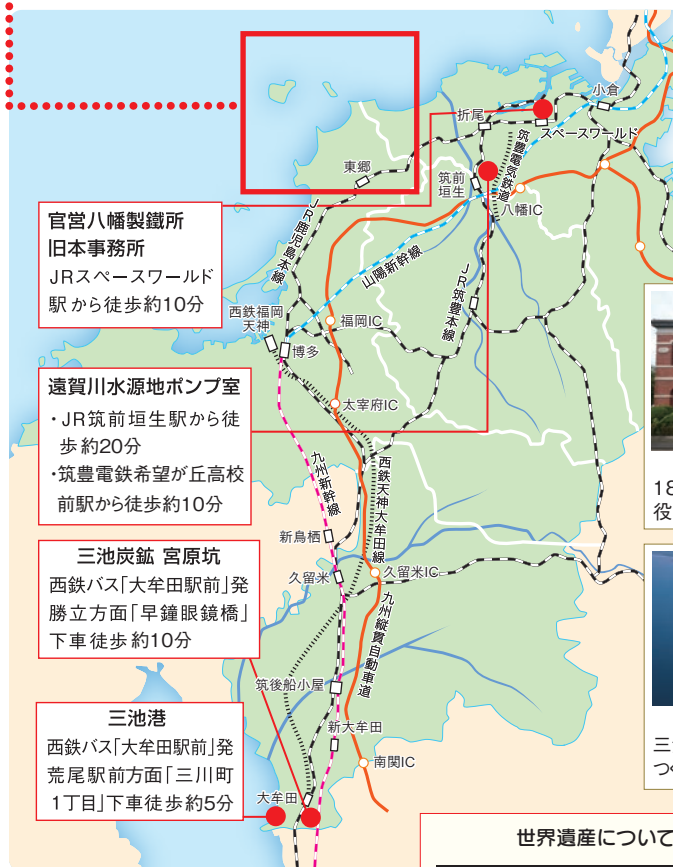 小倉
折尾
スペースワールド
筑豊電気鉄道
東郷
筑前
垣生
八幡IC
官営八幡製鐵所
旧本事務所
JRスペースワールド
駅から徒歩約10分
JR鹿児島本線
山陽新幹線
JR筑豊本線
西鉄福岡
天神
福岡IC
博多
遠賀川水源地ポンプ室
・JR筑前垣生駅から徒
歩約20分
・筑豊電鉄希望が丘高校
前駅から徒歩約10分
太宰府IC
九州新幹線
西鉄天神大牟田線
18
役
新鳥栖
久留米
久留米IC
三池炭鉱 宮原坑
西鉄バス「大牟田駅前」発
勝立方面「早鐘眼鏡橋」
下車徒歩約10分
九州縦貫自動車道
筑後船小屋
新大牟田
南関IC
三池港
西鉄バス「大牟田駅前」発
荒尾駅前方面「三川町
1丁目」下車徒歩約5分
大牟田
三
つく
世界遺産について